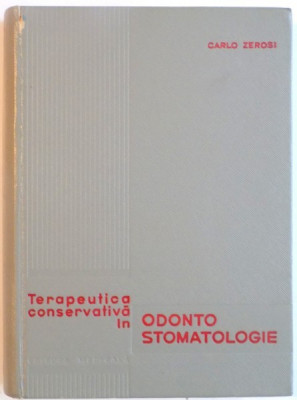 CARLO ZEROSI
Terapeutica
conservativă
în
ODONTO
STOMATOLOGIE